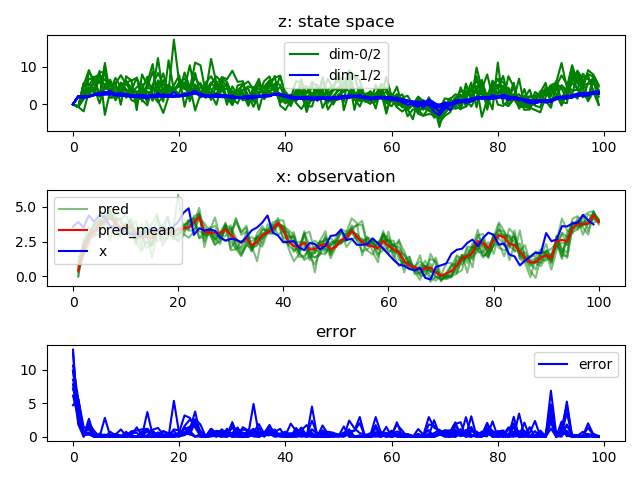 z: state space
10
0
dim-0/2
dim-1/2
0 20 40 60 80 100
x: observation
5.0
2.5
0.0
pred
pred_mean
x
0 20 40 60 80 100
error
10
5
0
error
0 20 40 60 80 100